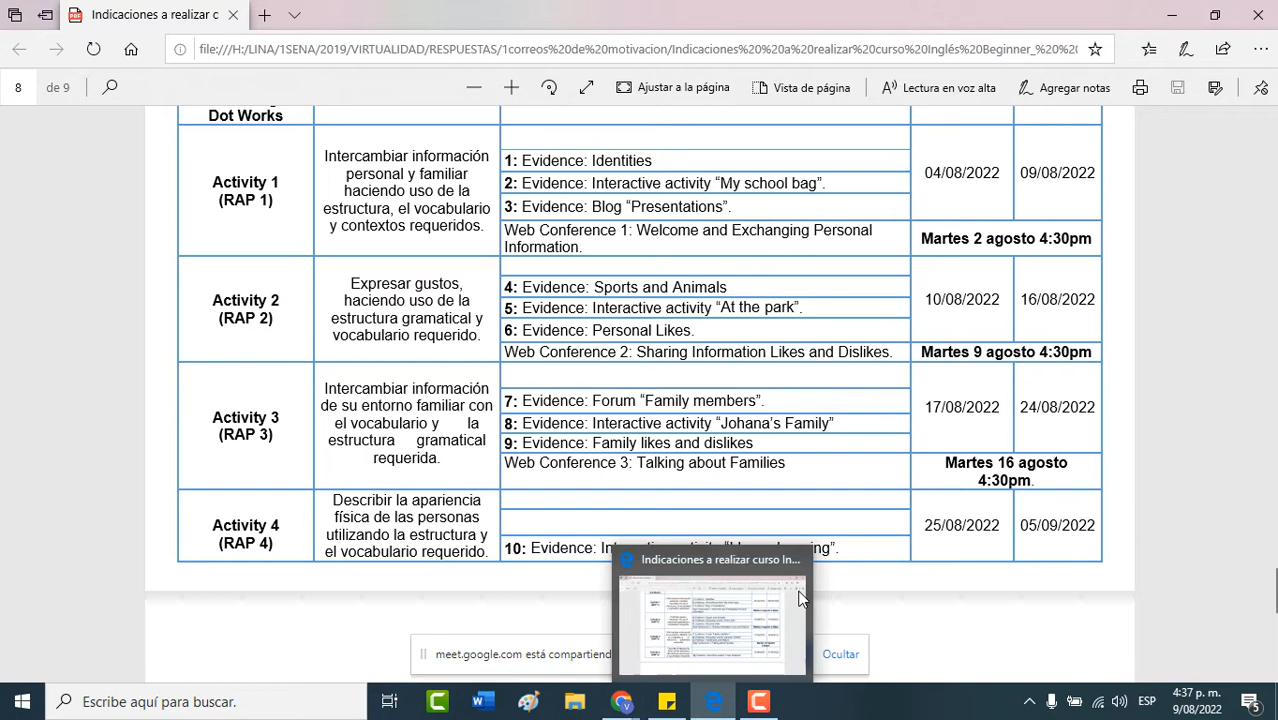 Indicaciones a realizar c
file:///H:/LINA/1SENA/2019/VIRTUALIDAD/RESPUESTAS/1correos%20de%20motivacion/Indicaciones%20%20a%20realizar%20curso%20Inglés%20Beginner_%20%20
8 de 9
Ajustar a la página
Vista de página
Lectura en voz alta
Agregar notas
Dot Works
Activity 1
(RAP 1)
Intercambiar información
personal y familiar
haciendo uso de la
estructura, el vocabulario
y contextos requeridos.
1: Evidence: Identities
2: Evidence: Interactive activity “My school bag”.
3: Evidence: Blog “Presentations”.
04/08/2022
09/08/2022
Web Conference 1: Welcome and Exchanging Personal
Information.
Martes 2 agosto 4:30pm
Activity 2
(RAP 2)
Expresar gustos,
haciendo uso de la
estructura gramatical y
vocabulario requerido.
4: Evidence: Sports and Animals
5: Evidence: Interactive activity “At the park”.
6: Evidence: Personal Likes.
10/08/2022
16/08/2022
Web Conference 2: Sharing Information Likes and Dislikes.
Martes 9 agosto 4:30pm
Activity 3
(RAP 3)
Intercambiar información
de su entorno familiar con
el vocabulario y la
estructura gramatical
requerida.
7: Evidence: Forum “Family members”.
8: Evidence: Interactive activity “Johana’s Family”
9: Evidence: Family likes and dislikes
17/08/2022
24/08/2022
Web Conference 3: Talking about Families
Martes 16 agosto
4:30pm.
Activity 4
(RAP 4)
Describir la apariencia
física de las personas
utilizando la estructura y
el vocabulario requerido.
10: Evidence:
25/08/2022
05/09/2022
Indicaciones a realizar curso In...
meet.google.com está compartiend
Ocultar
Escribe aquí para buscar.
ESP
4:37 p. m.
9/08/2022
5